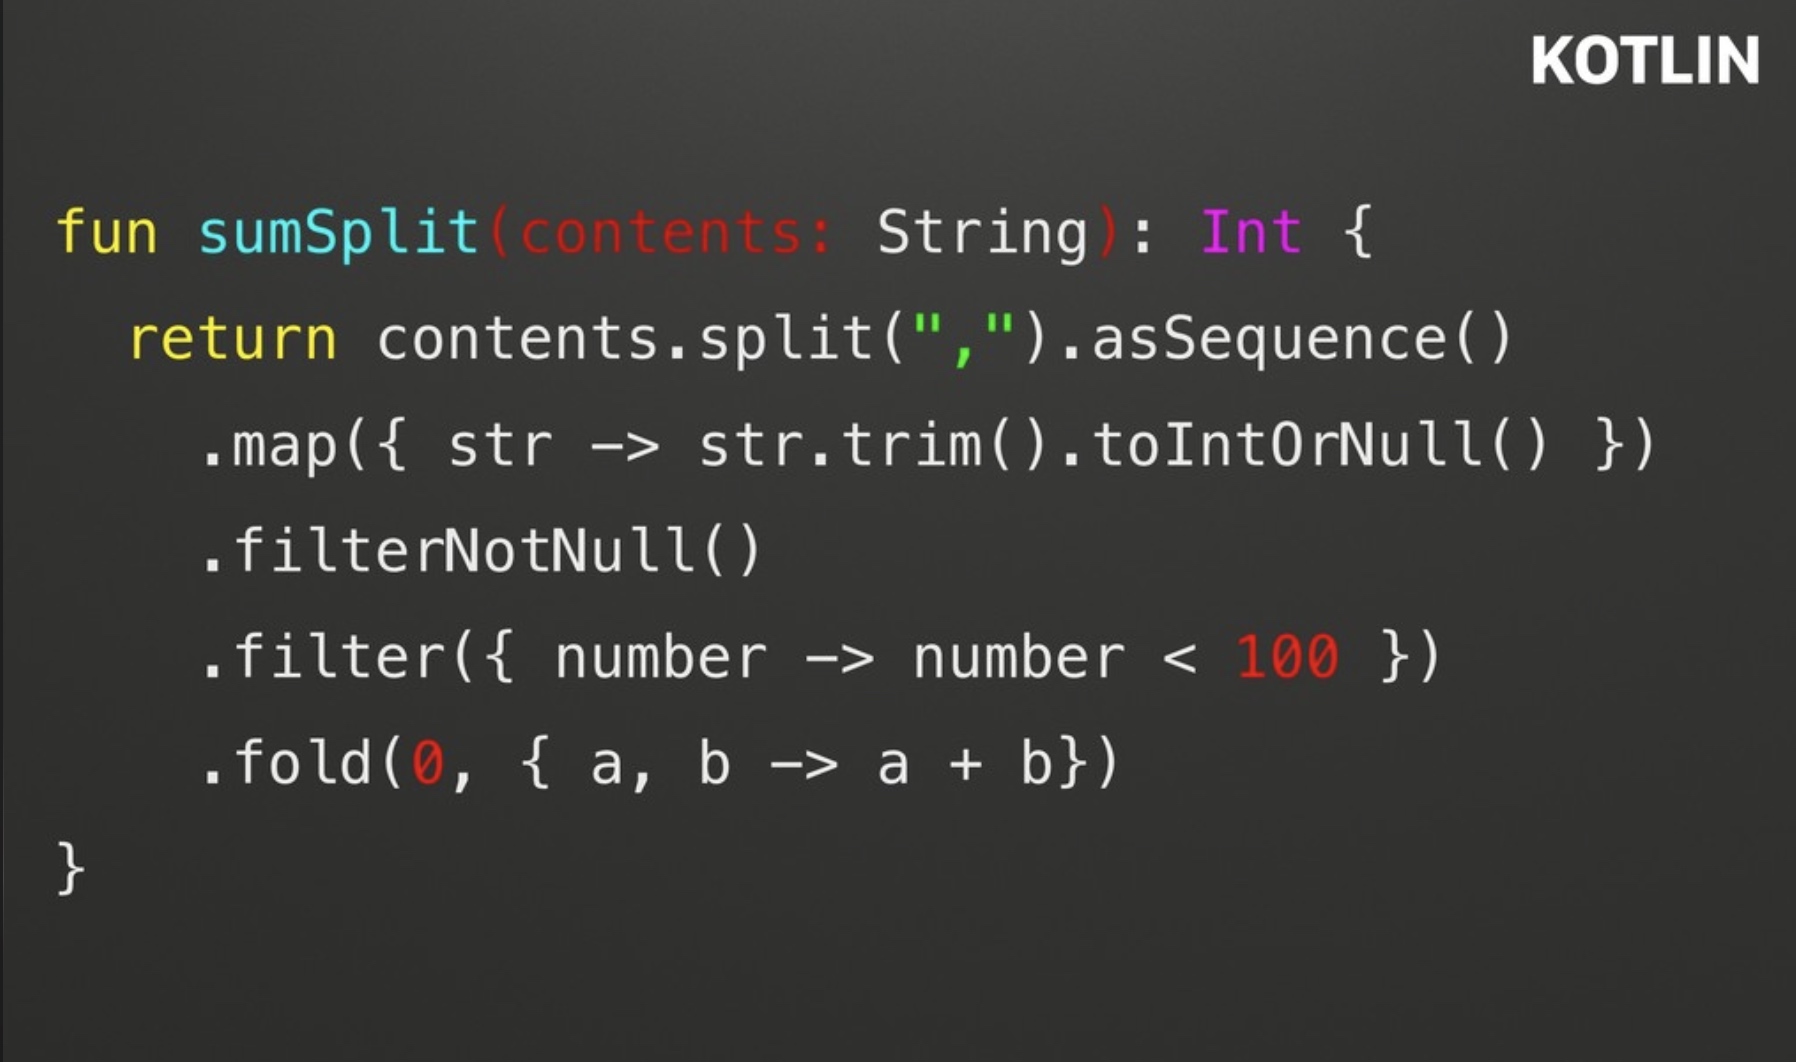 KOTLIN
fun sumSplit(contents: String): Int {
  return contents.split(",").asSequence()
    .map({ str -> str.trim().toIntOrNull() })
    .filterNotNull()
    .filter({ number -> number < 100 })
    .fold(0, { a, b -> a + b})
}